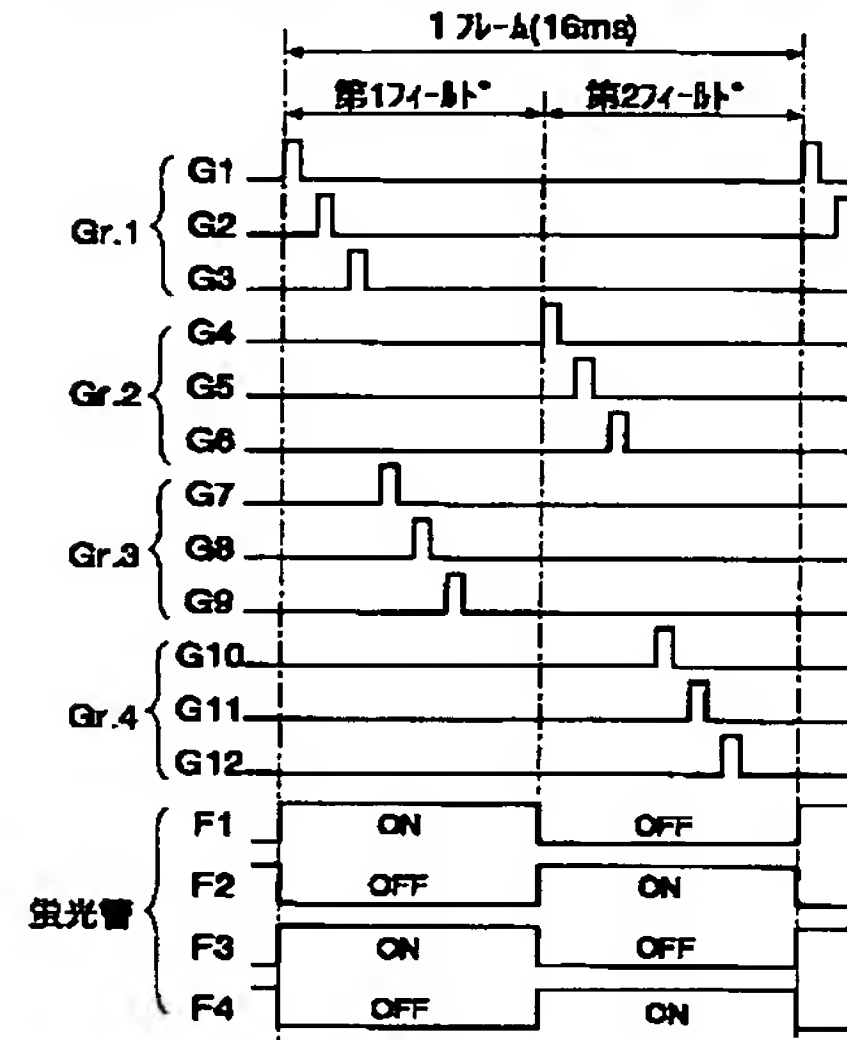 1 フレーム(16ms)
第1フィールド 第2フィールド
Gr.1
G1
G2
G3
Gr.2
G4
G5
G6
Gr.3
G7
G8
G9
Gr.4
G10
G11
G12
蛍光管
F1 ON OFF
F2 OFF ON
F3 ON OFF
F4 OFF ON